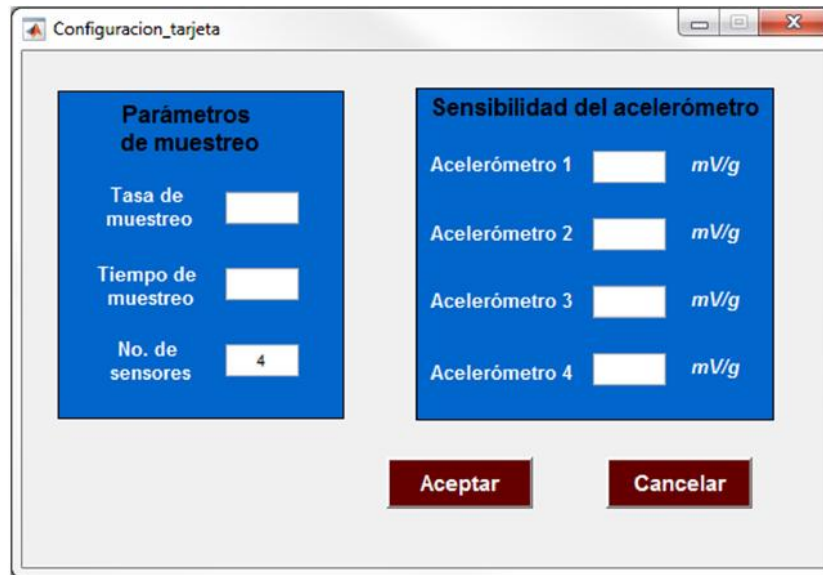 Configuracion_tarjeta
Parámetros
de muestreo
Tasa de
muestreo
Tiempo de
muestreo
No. de
sensores
4
Sensibilidad del acelerómetro
Acelerómetro 1 mV/g
Acelerómetro 2 mV/g
Acelerómetro 3 mV/g
Acelerómetro 4 mV/g
Aceptar
Cancelar